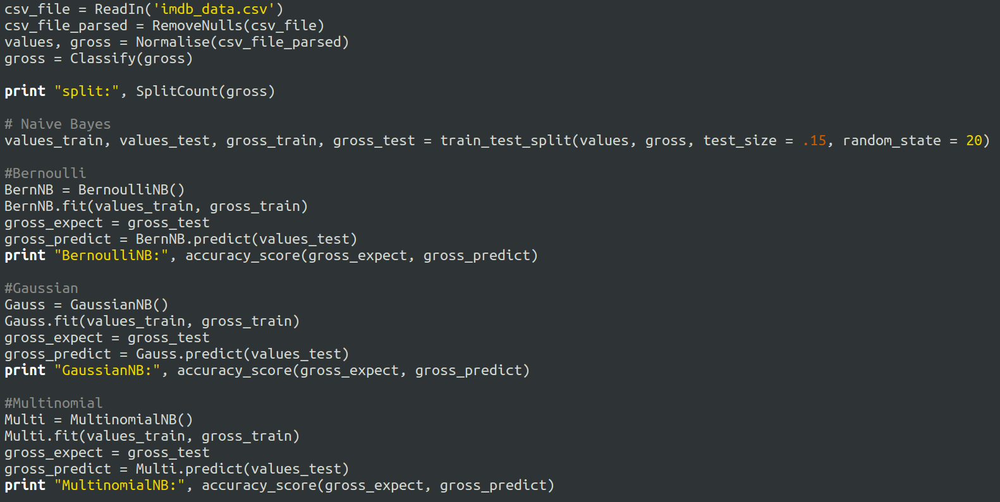 csv_file = ReadIn('imdb_data.csv')
csv_file_parsed = RemoveNulls(csv_file)
values, gross = Normalise(csv_file_parsed)
gross = Classify(gross)
print "split:", SplitCount(gross)
# Naive Bayes
values_train, values_test, gross_train, gross_test = train_test_split(values, gross, test_size = .15, random_state = 20)
#Bernoulli
BernNB = BernoulliNB()
BernNB.fit(values_train, gross_train)
gross_expect = gross_test
gross_predict = BernNB.predict(values_test)
print "BernoulliNB:", accuracy_score(gross_expect, gross_predict)
#Gaussian
Gauss = GaussianNB()
Gauss.fit(values_train, gross_train)
gross_expect = gross_test
gross_predict = Gauss.predict(values_test)
print "GaussianNB:", accuracy_score(gross_expect, gross_predict)
#Multinomial
Multi = MultinomialNB()
Multi.fit(values_train, gross_train)
gross_expect = gross_test
gross_predict = Multi.predict(values_test)
print "MultinomialNB:", accuracy_score(gross_expect, gross_predict)